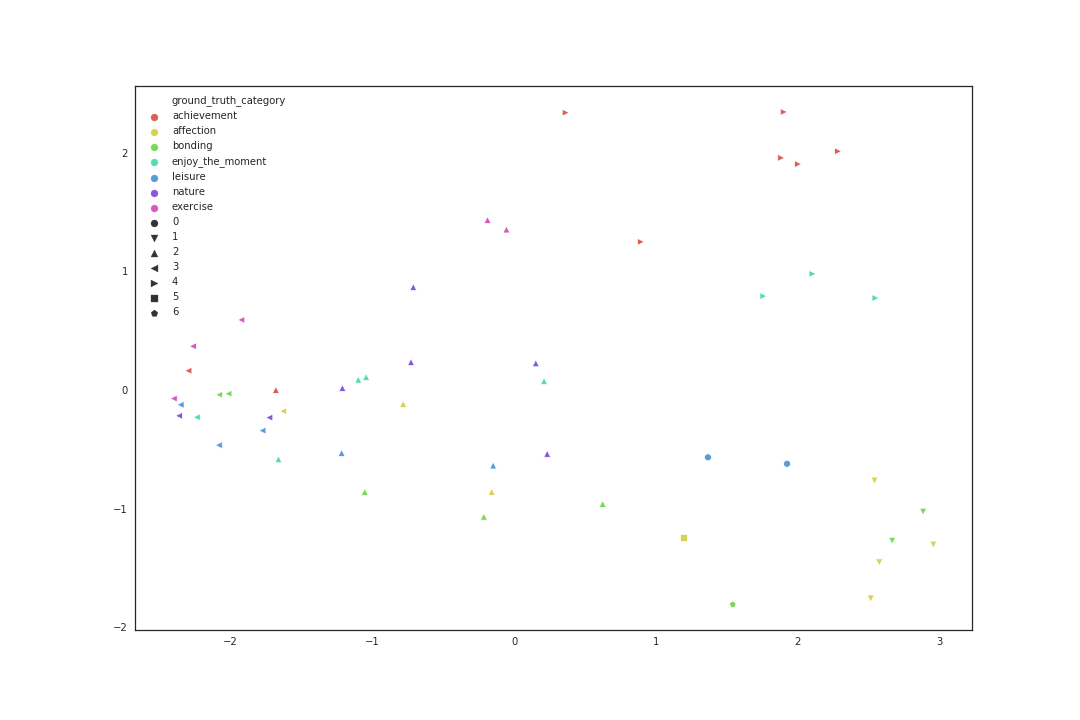 ground_truth_category
achievement
affection
bonding
enjoy_the_moment
leisure
nature
exercise
0
1
2
3
4
5
6
2
1
0
−1
−2
−2 −1 0 1 2 3